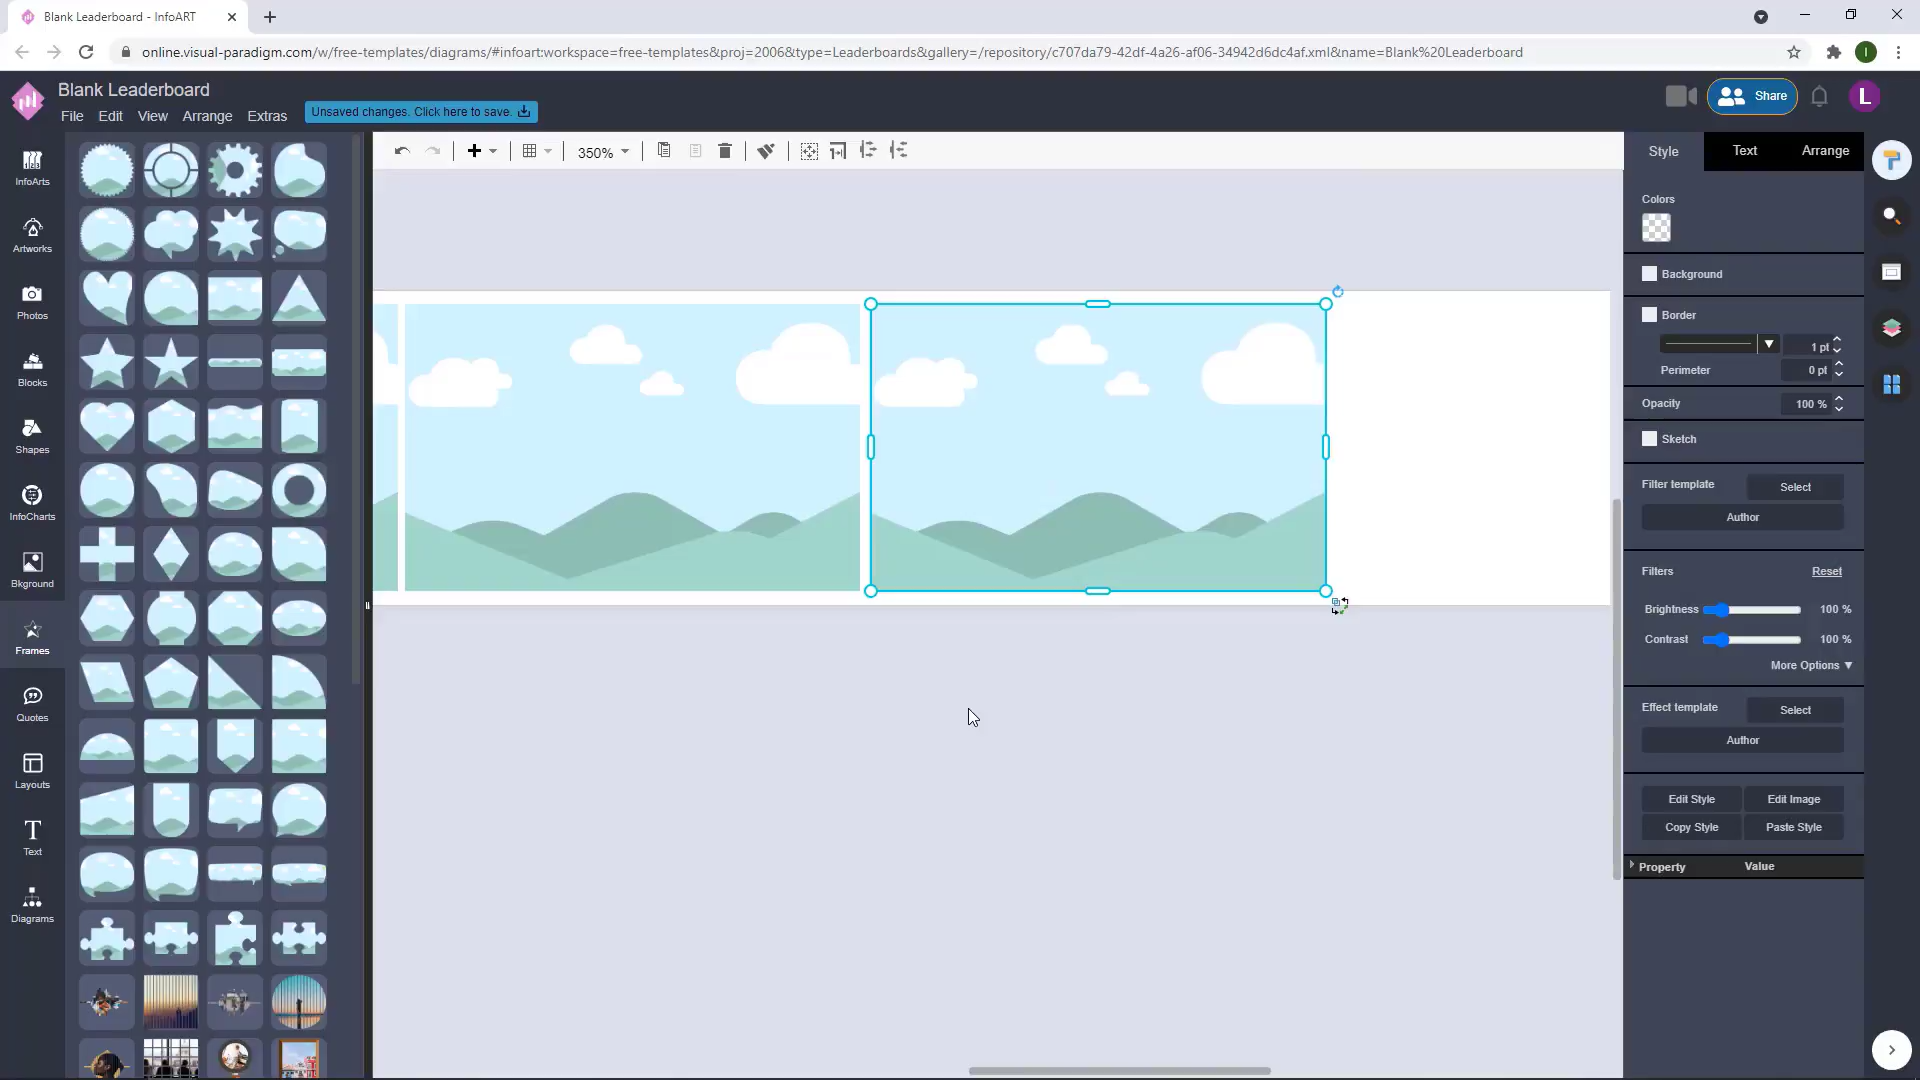 Blank Leaderboard - InfoART
online.visual-paradigm.com/w/free-templates/diagrams/#infoart:workspace=free-templates&proj=2006&type=Leaderboards&gallery=/repository/c707da79-42df-4a26-af06-34942d6dc4af.xml&name=Blank%20Leaderboard
I
Blank Leaderboard
File Edit View Arrange Extras
Unsaved changes. Click here to save.
Share
L
InfoArts
Artworks
Photos
Blocks
Shapes
InfoCharts
Bkground
Frames
Quotes
Layouts
Text
Diagrams
350%
Style Text Arrange
Colors
Background
Border
1 pt
Perimeter 0 pt
Opacity 100 %
Sketch
Filter template Select
Author
Filters Reset
Brightness 100 %
Contrast 100 %
More Options ▼
Effect template Select
Author
Edit Style Edit Image
Copy Style Paste Style
Property Value